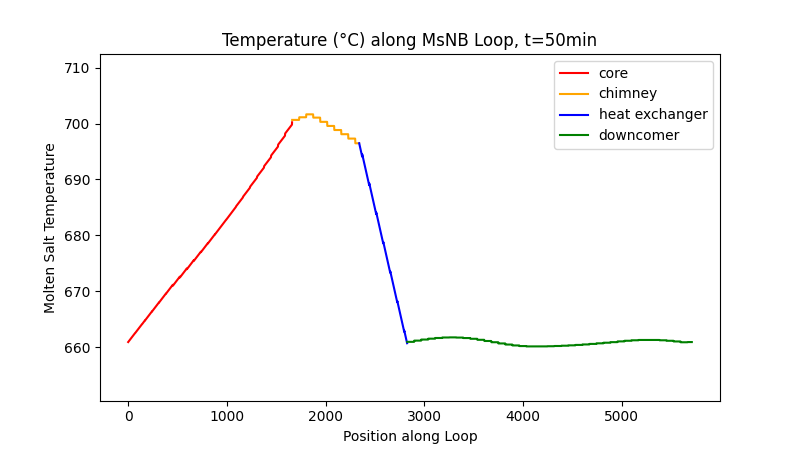 Temperature (°C) along MsNB Loop, t=50min
710
700
690
680
670
660
Molten Salt Temperature
core
chimney
heat exchanger
downcomer
0 1000 2000 3000 4000 5000
Position along Loop